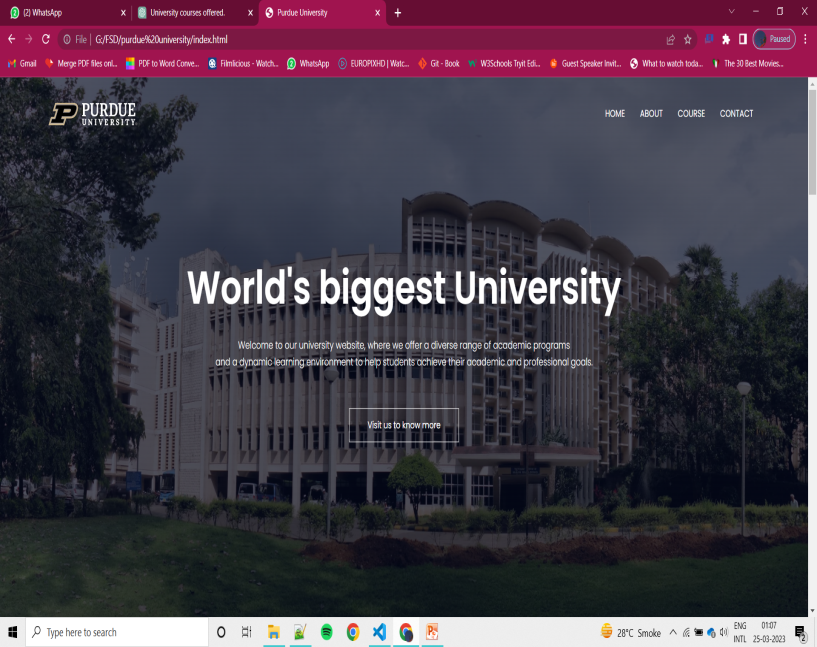 (2) WhatsApp
University courses offered.
Purdue University
File
G:/FSD/purdue%20university/index.html
Paused
Gmail
Merge PDF files onl...
PDF to Word Conve...
Filmlicious - Watch...
WhatsApp
EUROPIXHD | Watc...
Git - Book
W3Schools Tryit Edi...
Guest Speaker Invit...
What to watch toda...
The 30 Best Movies...
PURDUE
UNIVERSITY
HOME ABOUT COURSE CONTACT
World's biggest University
Welcome to our university website, where we offer a diverse range of academic programs
and a dynamic learning environment to help students achieve their academic and professional goals.
Visit us to know more
Type here to search
28°C Smoke
ENG
INTL
01:07
25-03-2023
2